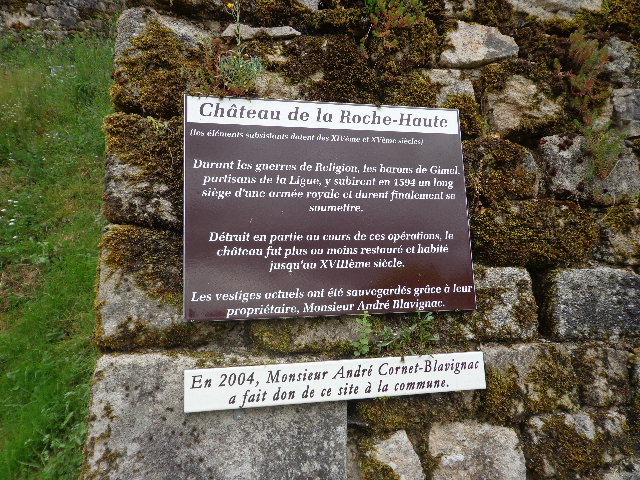 Château de la Roche-Haute
(les éléments subsistants datent des XIVème et XVème siècles)
Durant les guerres de Religion, les barons de Gimel,
partisans de la Ligue, y subirent en 1594 un long
siège d'une armée royale et durent finalement se
soumettre.
Détruit en partie au cours de ces opérations, le
château fut plus ou moins restauré et habité
jusqu'au XVIIIème siècle.
Les vestiges actuels ont été sauvegardés grâce à leur
propriétaire, Monsieur André Blavignac.
En 2004, Monsieur André Cornet-Blavignac
a fait don de ce site à la commune.